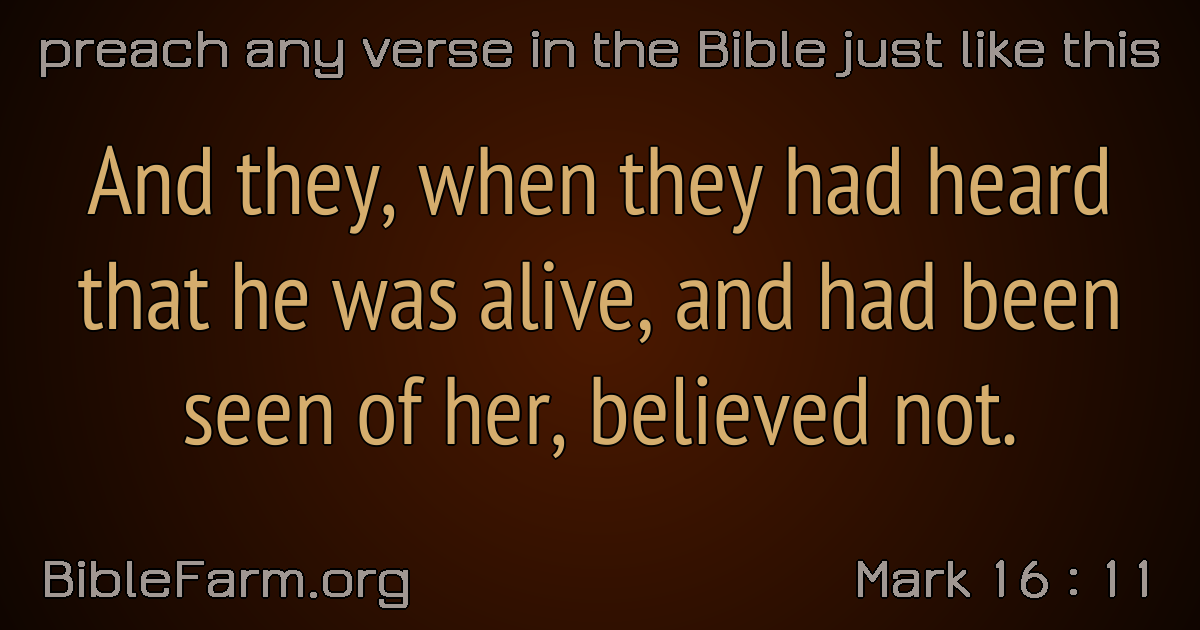 preach any verse in the Bible just like this
And they, when they had heard
that he was alive, and had been
seen of her, believed not.
BibleFarm.org
Mark 16 : 11